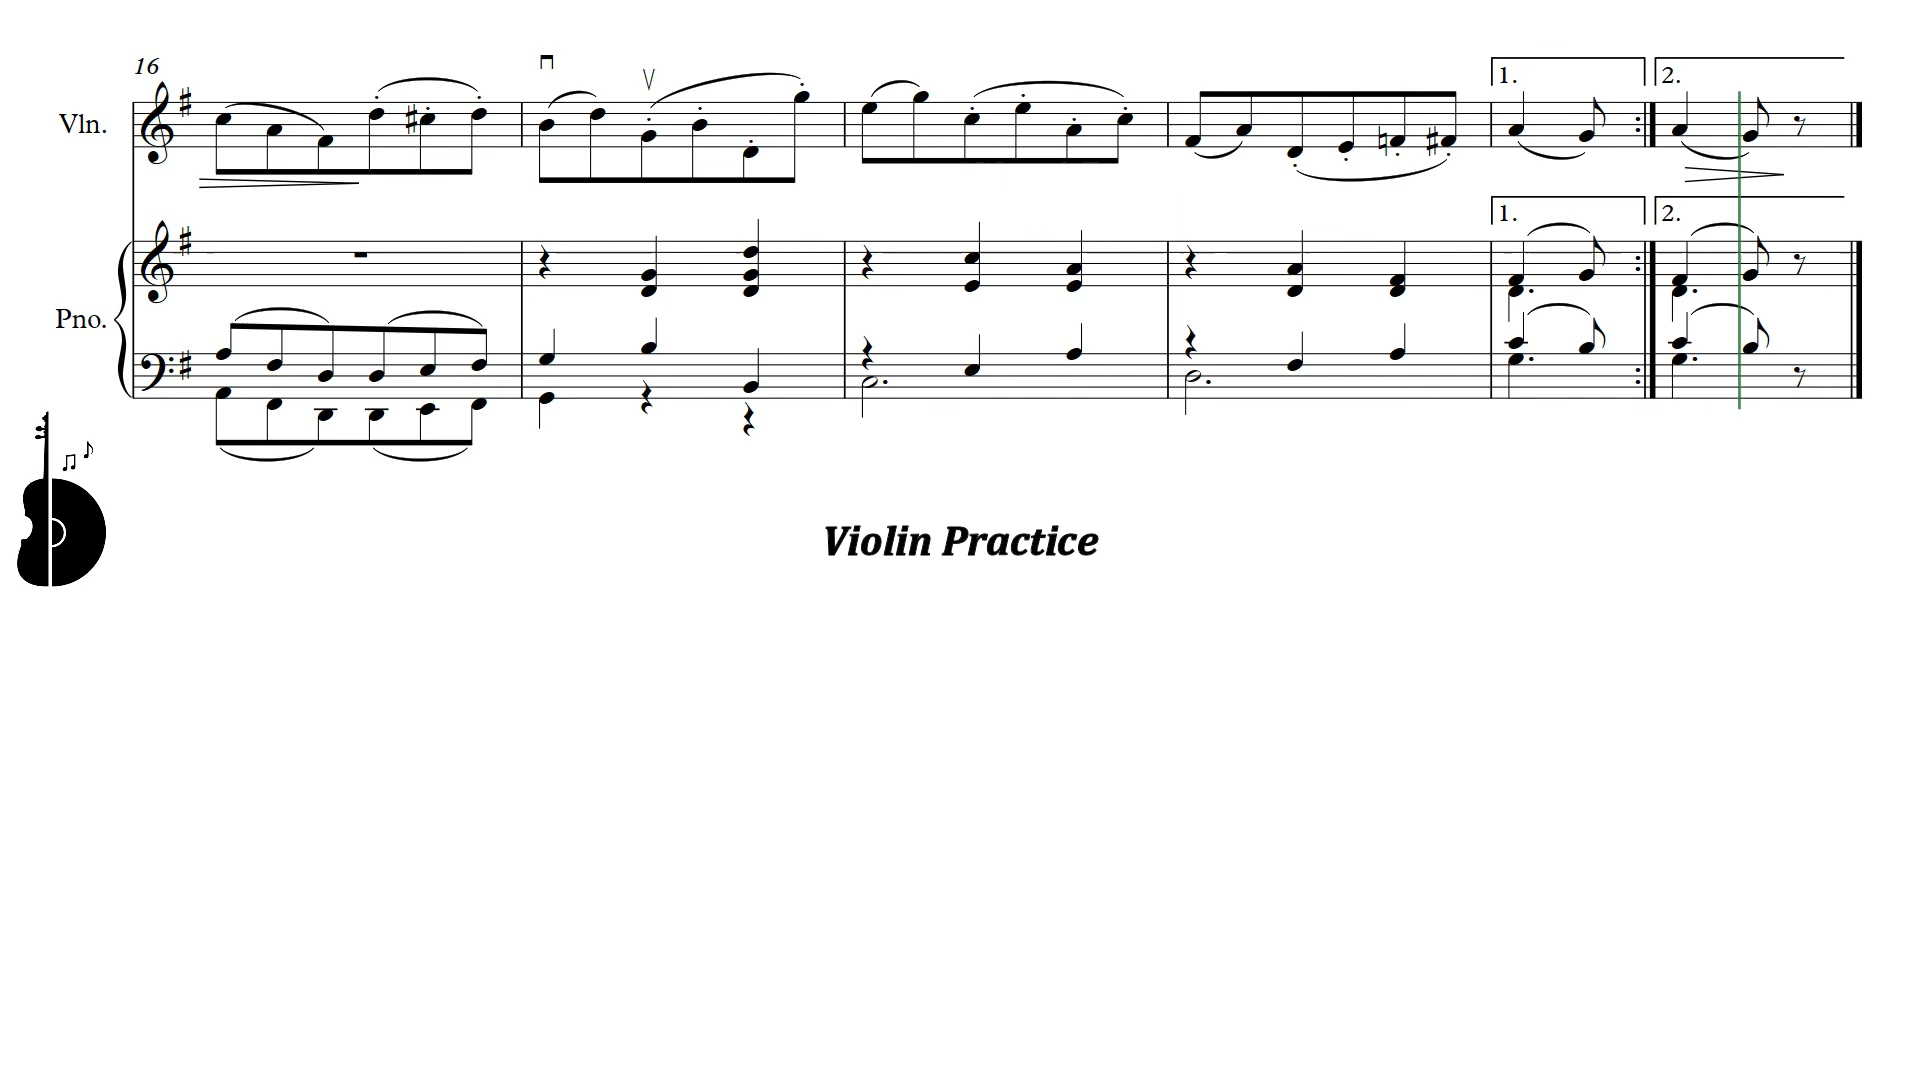 16
Vln.
1.
2.
1.
2.
Pno.
Violin Practice